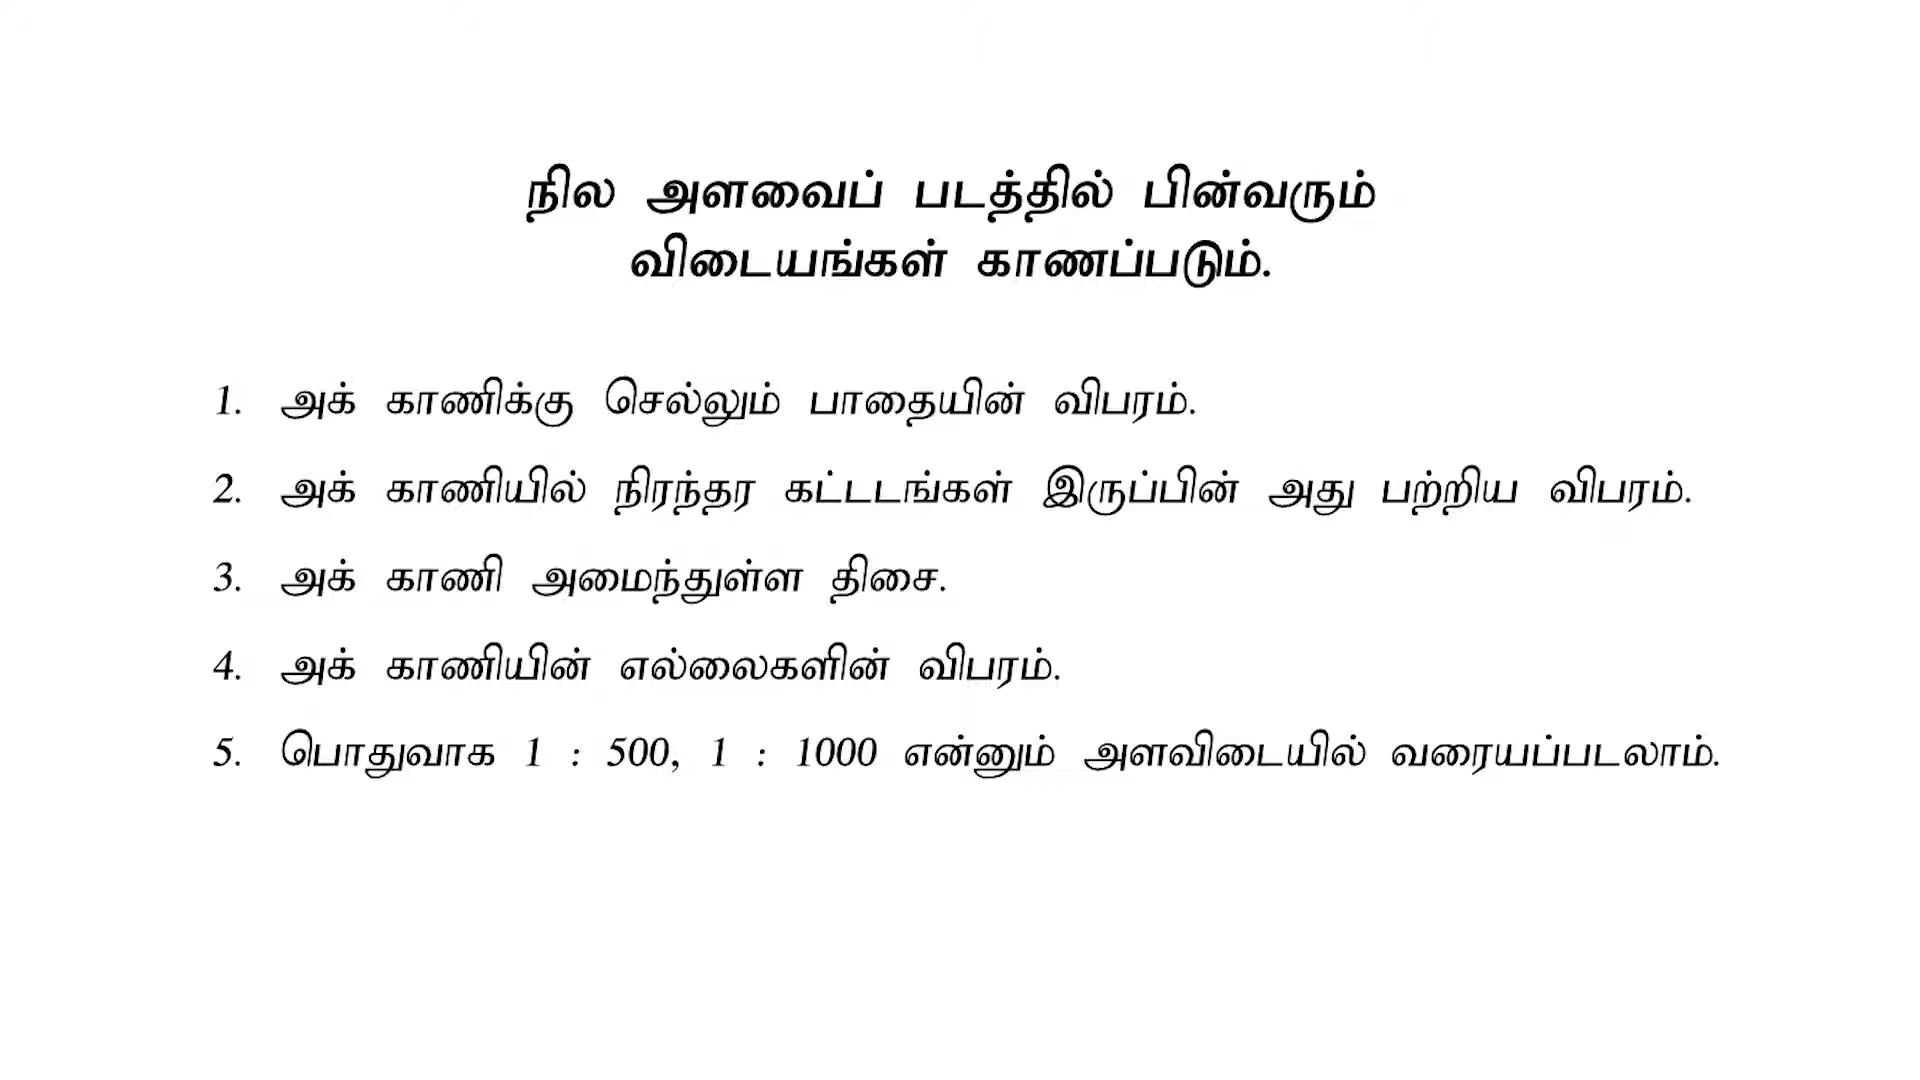 நில அளவைப் படத்தில் பின்வரும்
விடையங்கள் காணப்படும்.
1. அக் காணிக்கு செல்லும் பாதையின் விபரம்.
2. அக் காணியில் நிரந்தர கட்டடங்கள் இருப்பின் அது பற்றிய விபரம்.
3. அக் காணி அமைந்துள்ள திசை.
4. அக் காணியின் எல்லைகளின் விபரம்.
5. பொதுவாக 1 : 500, 1 : 1000 என்னும் அளவிடையில் வரையப்படலாம்.